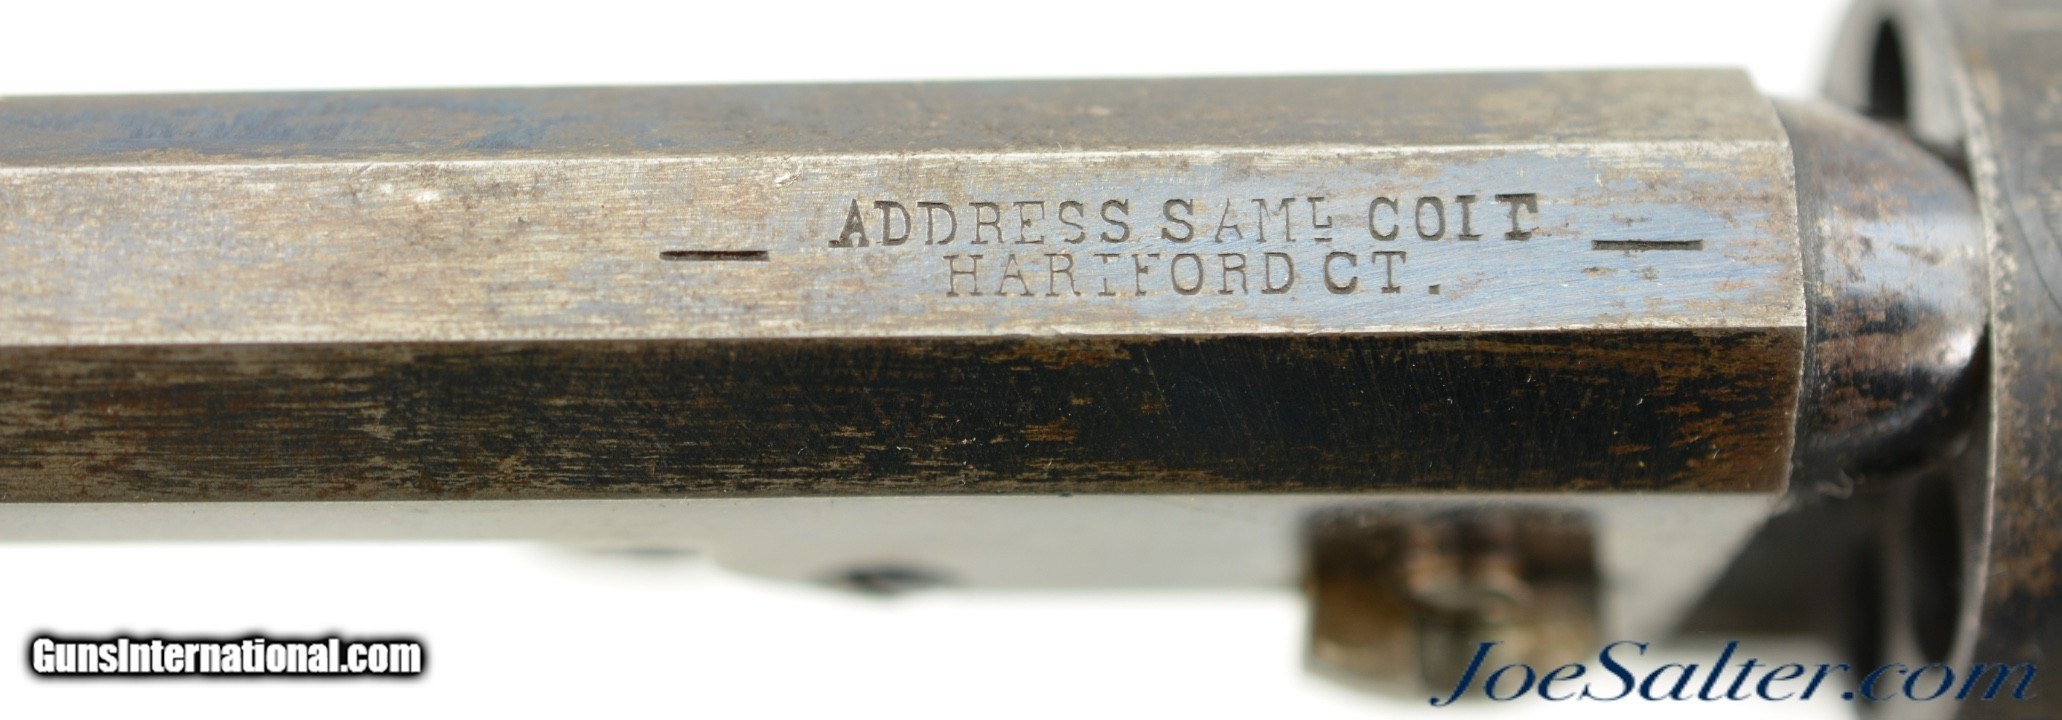 — ADDRESS SAML COLT —
HARTFORD CT.
GunsInternational.com
JoeSalter.com